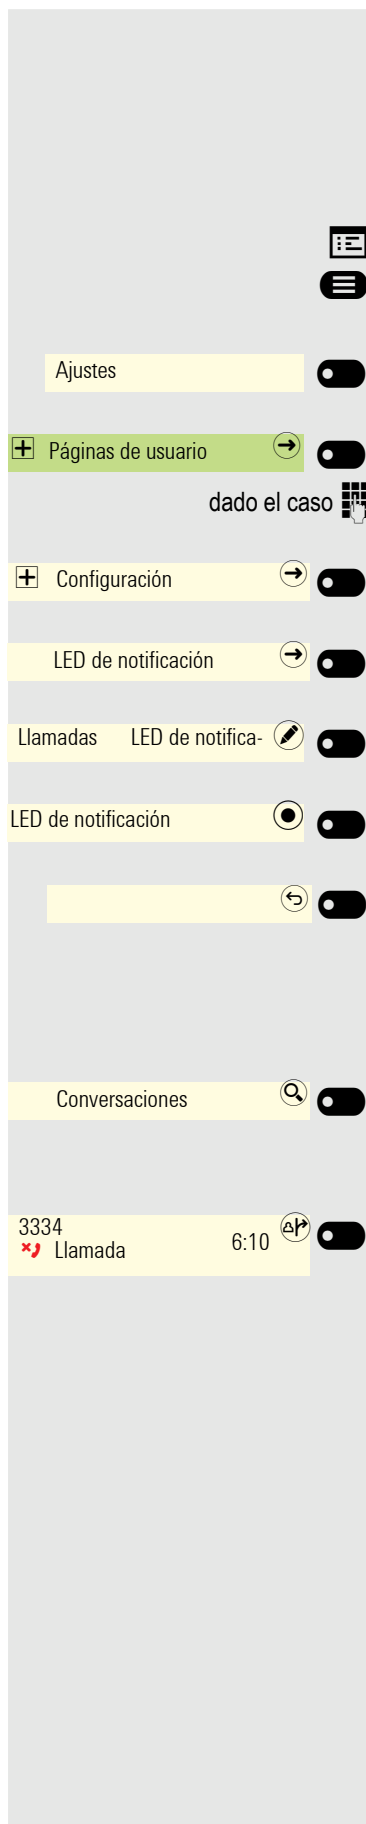 Ajustes
Páginas de usuario
dado el caso
Configuración
LED de notificación
Llamadas LED de notifica-
LED de notificación
Conversaciones
3334
Llamada 6:10